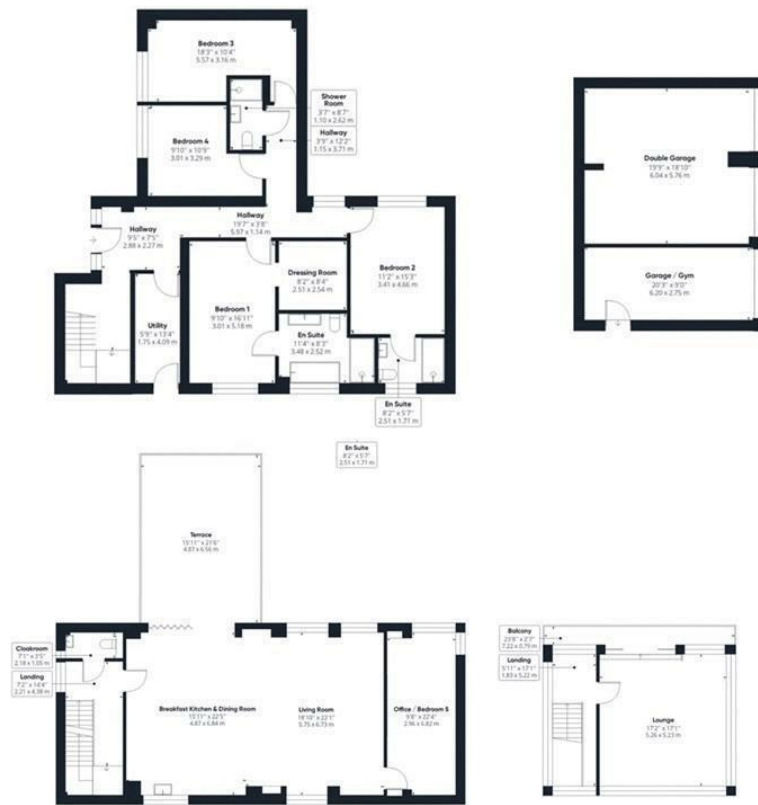 Bedroom 3
18'3" x 10'4"
5.57 x 3.16 m
Shower
Room
3'7" x 8'7"
1.10 x 2.62 m
Hallway
3'9" x 12'2"
1.15 x 3.71 m
Bedroom 4
9'10" x 10'9"
3.01 x 3.29 m
Double Garage
19'9" x 18'10"
6.04 x 5.76 m
Hallway
9'5" x 7'5"
2.88 x 2.27 m
Hallway
19'7" x 3'8"
5.97 x 1.14 m
Dressing Room
8'2" x 8'4"
2.51 x 2.54 m
Bedroom 2
11'2" x 15'3"
3.41 x 4.66 m
Garage / Gym
20'3" x 9'0"
6.20 x 2.75 m
Bedroom 1
9'10" x 16'11"
3.01 x 5.18 m
Utility
5'9" x 13'4"
1.75 x 4.09 m
En Suite
11'4" x 8'3"
3.48 x 2.52 m
En Suite
8'2" x 5'7"
2.51 x 1.71 m
En Suite
8'2" x 5'7"
2.51 x 1.71 m
Terrace
15'11" x 21'6"
4.87 x 6.56 m
Cloakroom
7'1" x 3'5"
2.18 x 1.05 m
Landing
7'2" x 14'4"
2.21 x 4.38 m
Breakfast Kitchen & Dining Room
15'11" x 22'5"
4.87 x 6.84 m
Living Room
18'10" x 22'1"
5.75 x 6.73 m
Office / Bedroom 5
9'8" x 22'4"
2.96 x 6.82 m
Balcony
23'8" x 2'7"
7.22 x 0.79 m
Landing
5'11" x 17'1"
1.83 x 5.22 m
Lounge
17'2" x 17'1"
5.26 x 5.23 m